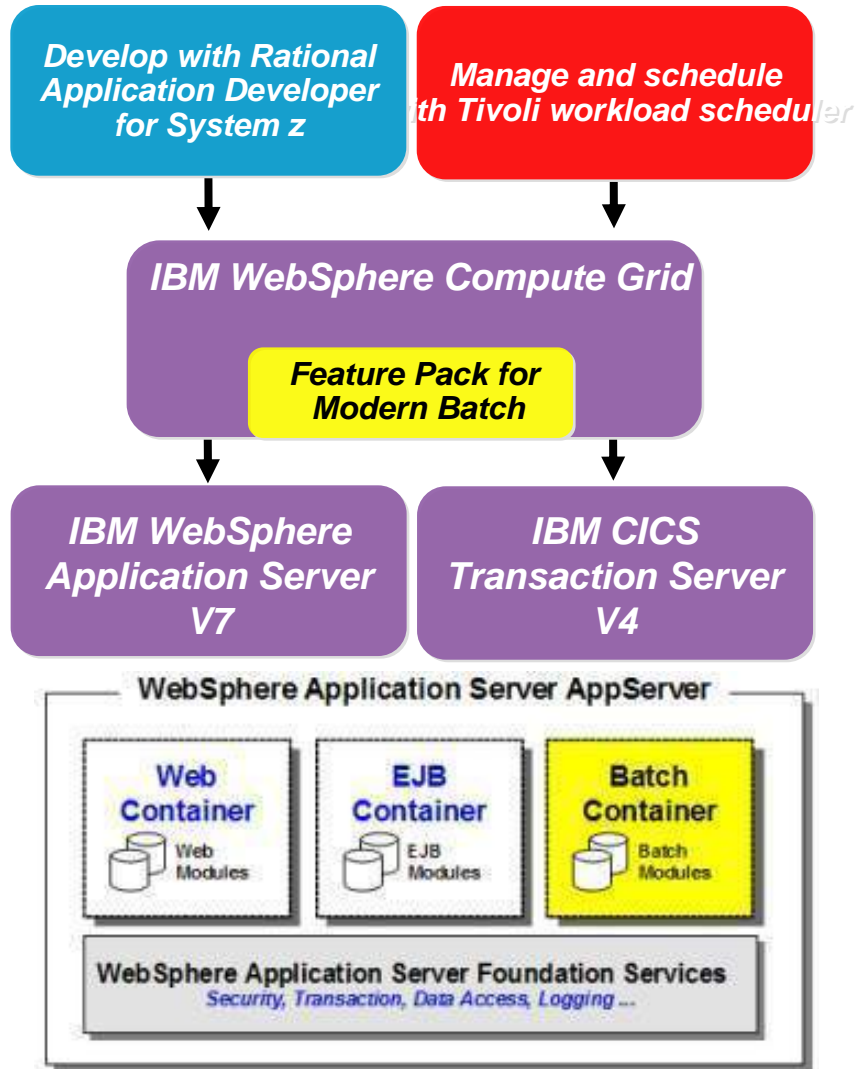 Develop with Rational
Application Developer
for System z
Manage and schedule
with Tivoli workload scheduler
IBM WebSphere Compute Grid
Feature Pack for
Modern Batch
IBM WebSphere
Application Server
V7
IBM CICS
Transaction Server
V4
WebSphere Application Server AppServer
Web
Container
Web
Modules
EJB
Container
EJB
Modules
Batch
Container
Batch
Modules
WebSphere Application Server Foundation Services
Security, Transaction, Data Access, Logging ...